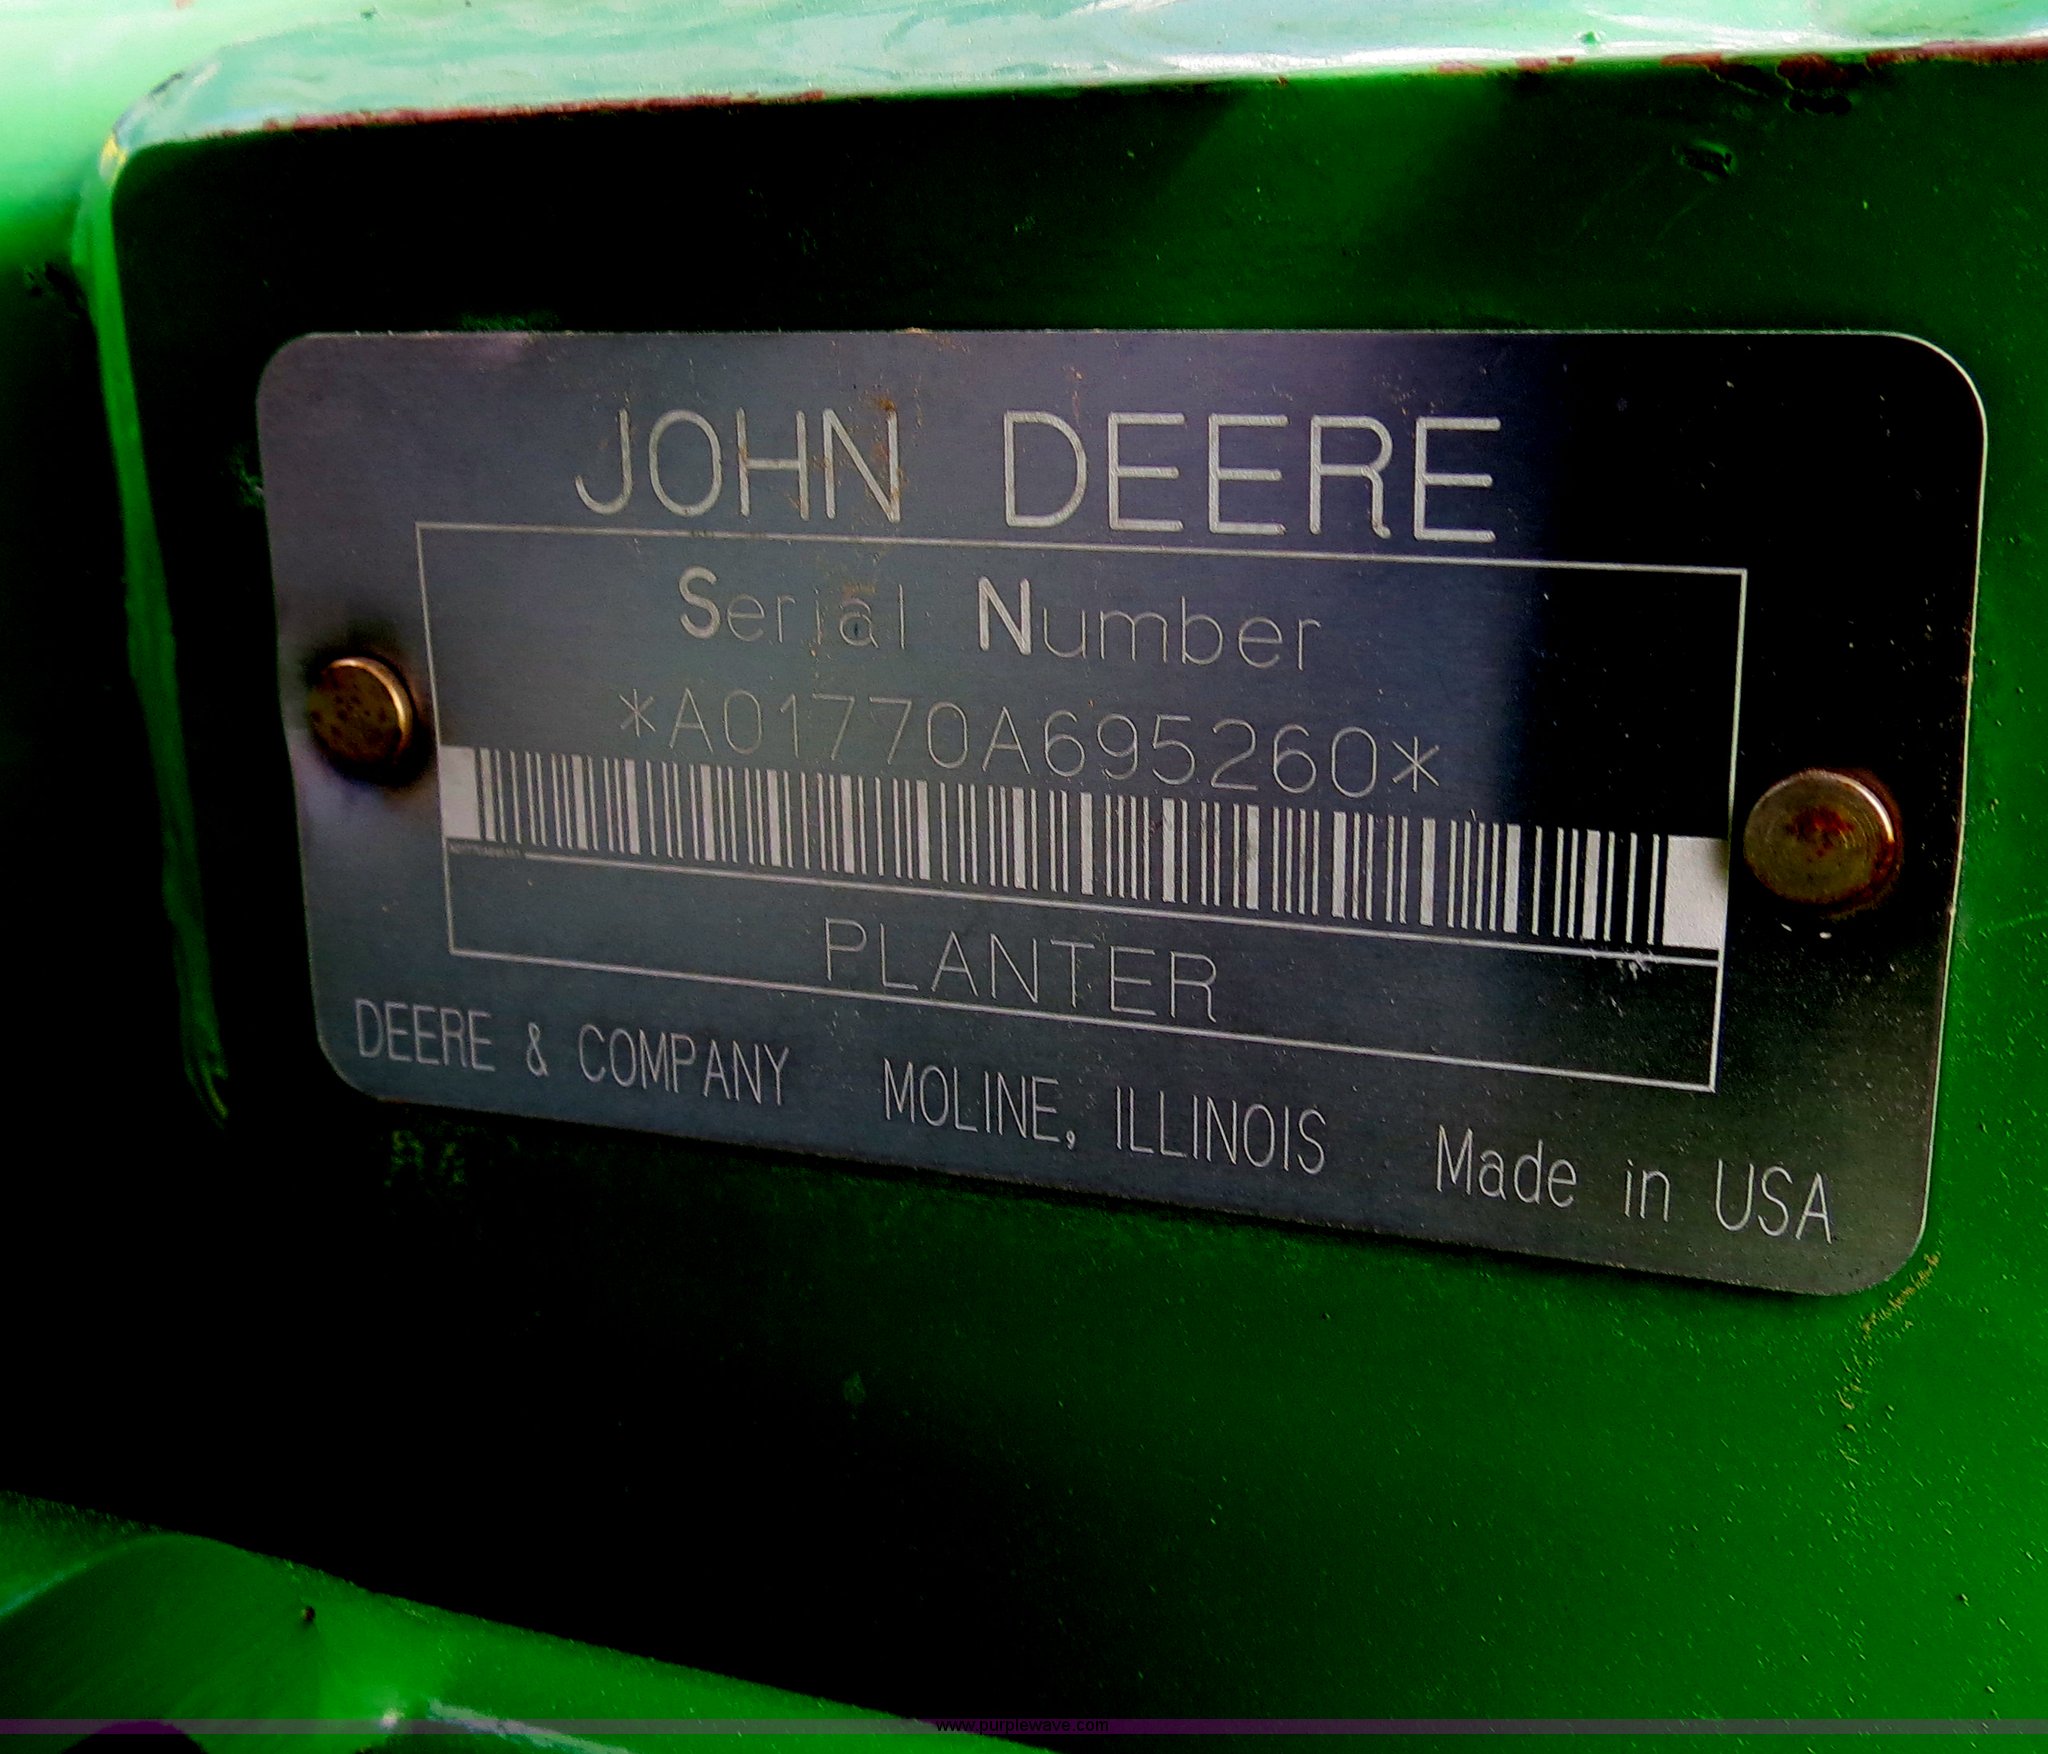 JOHN DEERE
Serial Number
*A01770A695260*
PLANTER
DEERE & COMPANY MOLINE, ILLINOIS Made in USA
www.purplewave.com